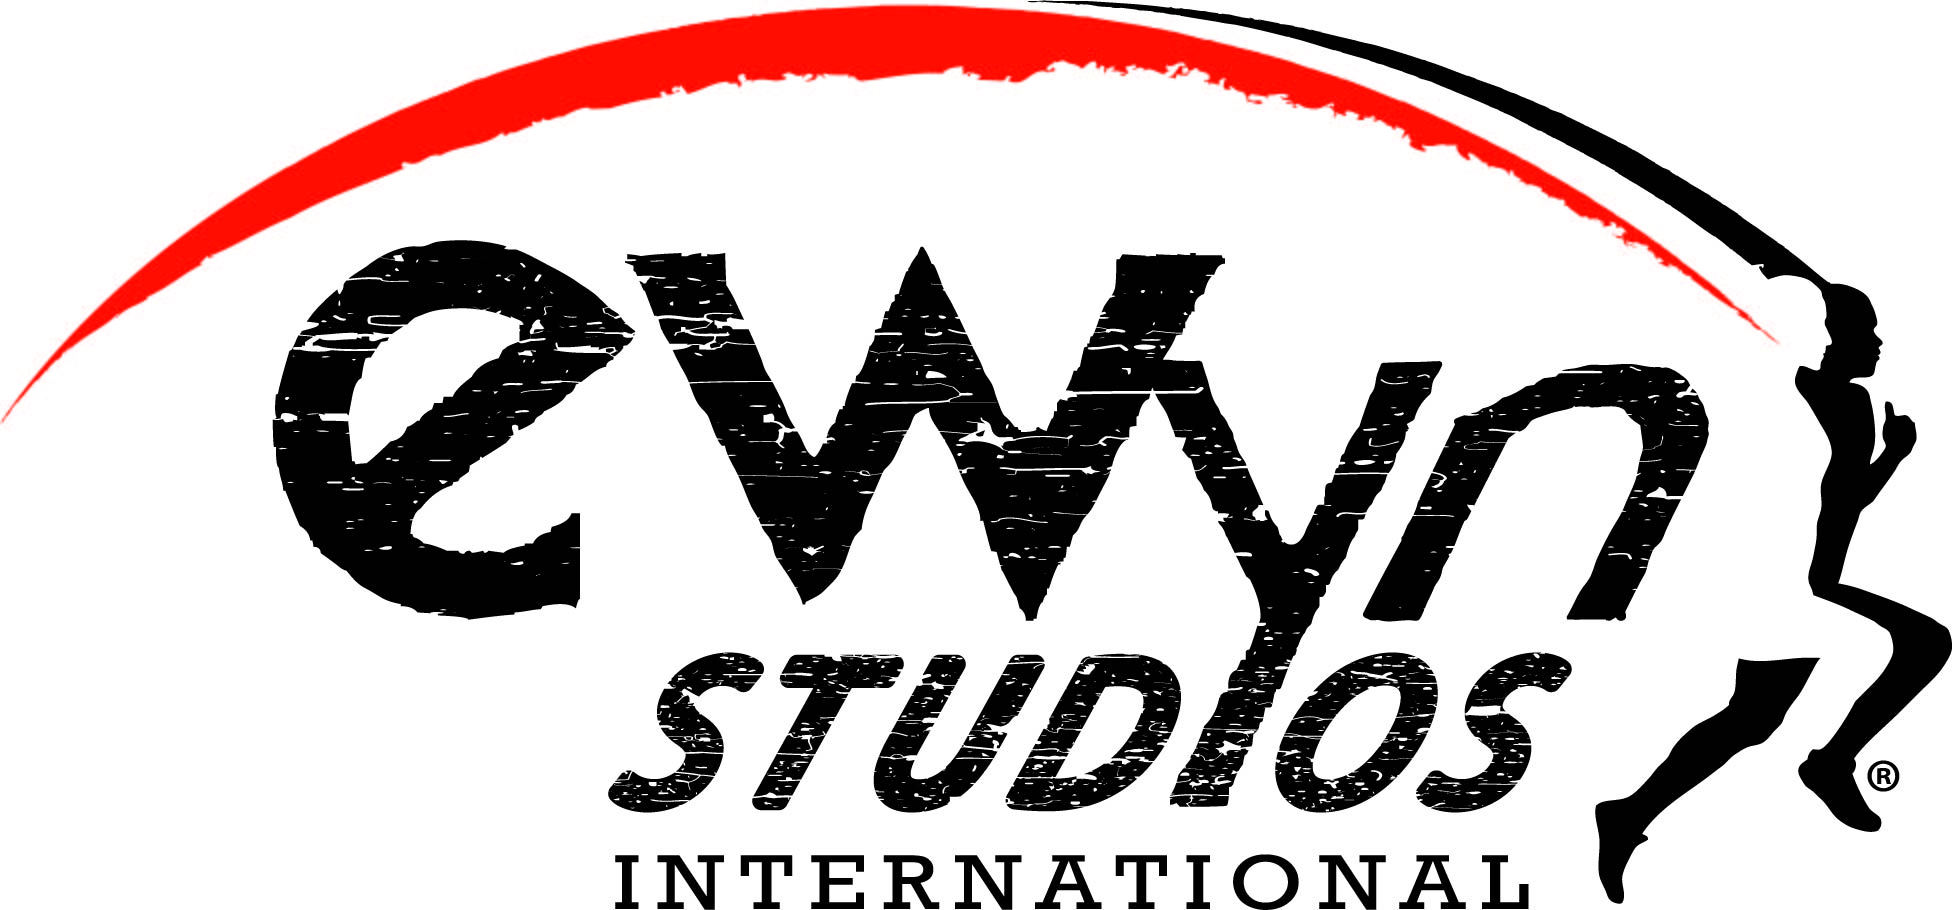 ewyn
STUDIOS
INTERNATIONAL
®